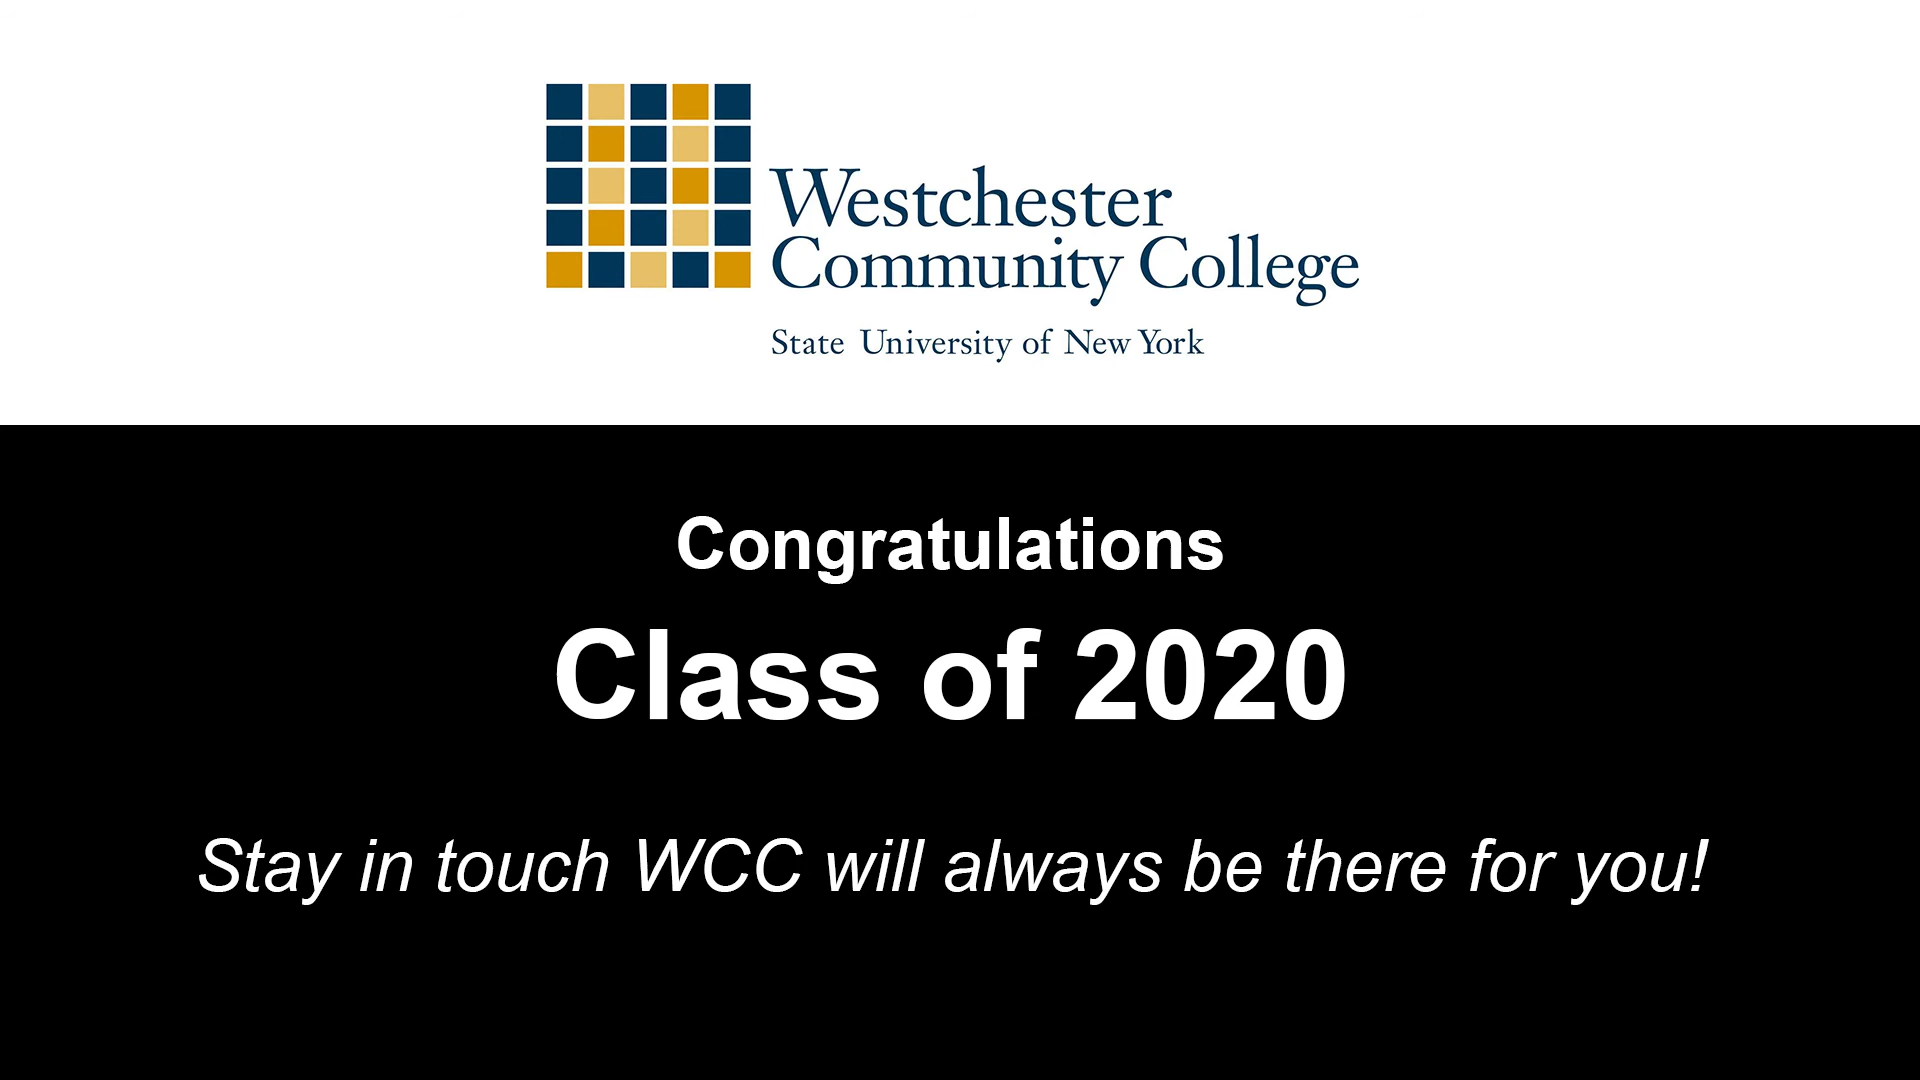 Westchester
Community College
State University of New York
Congratulations
Class of 2020
Stay in touch WCC will always be there for you!